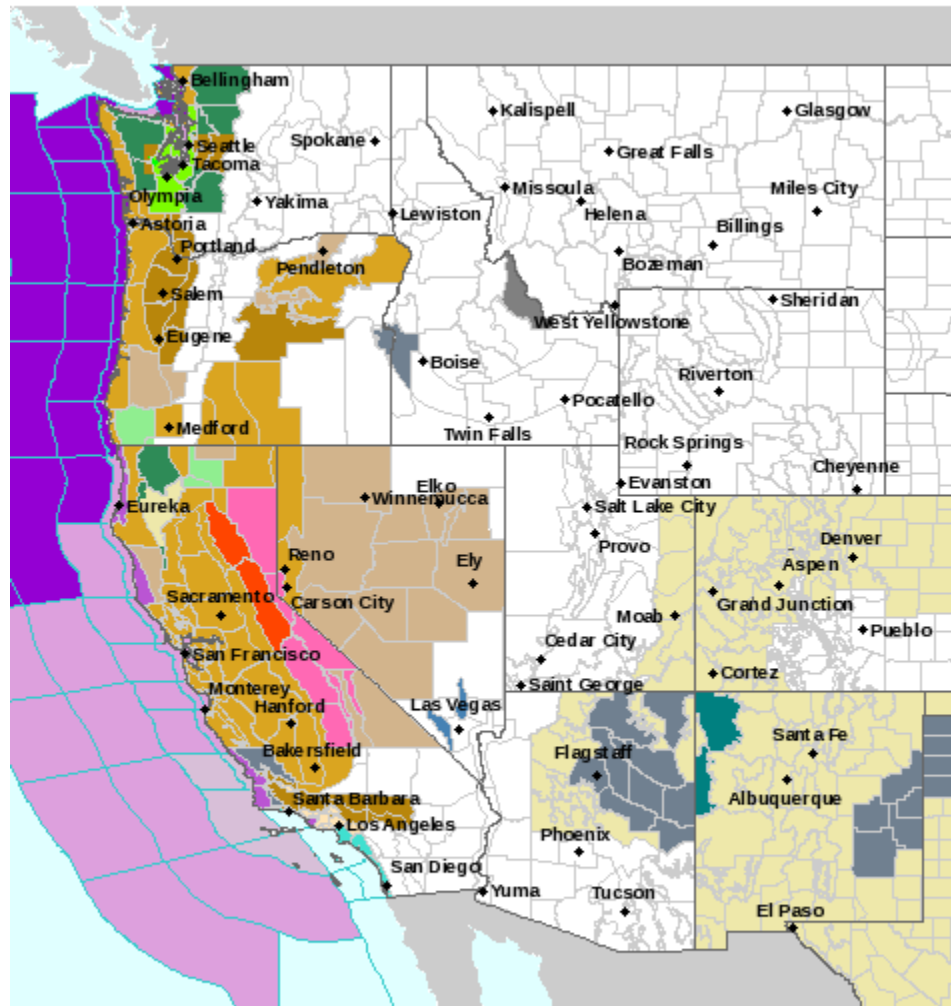 Bellingham
Kalispell
Glasgow
Spokane
Seattle
Great Falls
Tacoma
Missoula
Miles City
Olympia
Yakima
Helena
Lewiston
Astoria
Billings
Portland
Bozeman
Pendleton
Salem
Sheridan
West Yellowstone
Eugene
Boise
Riverton
Pocatello
Medford
Twin Falls
Rock Springs
Cheyenne
Elko
Evanston
Winnemucca
Eureka
Salt Lake City
Provo
Denver
Reno
Ely
Aspen
Sacramento
Carson City
Grand Junction
Moab
Pueblo
Cedar City
San Francisco
Cortez
Saint George
Monterey
Las Vegas
Hanford
Santa Fe
Bakersfield
Flagstaff
Albuquerque
Santa Barbara
Los Angeles
Phoenix
San Diego
Yuma
Tucson
El Paso